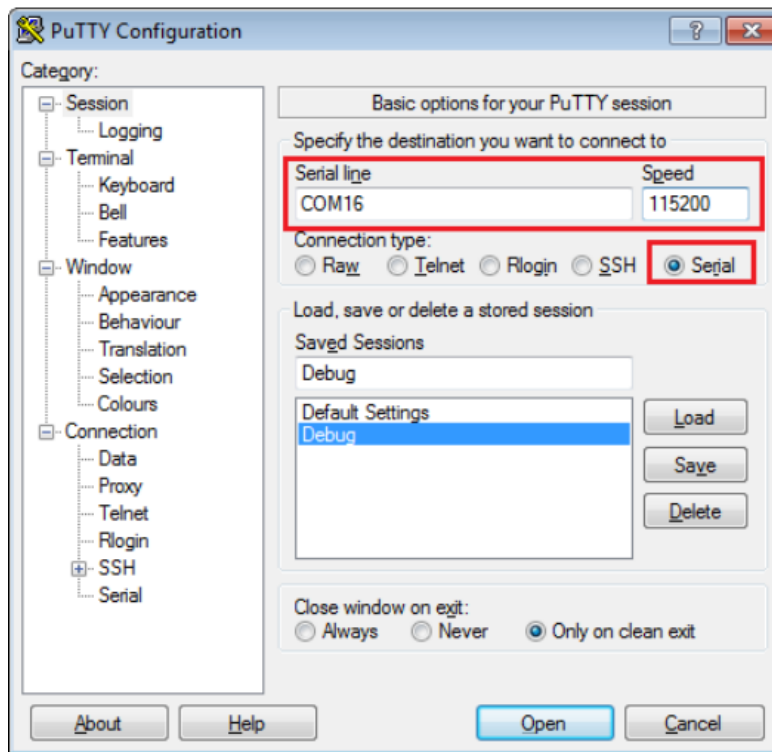 PuTTY Configuration
Category:
Session
Logging
Terminal
Keyboard
Bell
Features
Window
Appearance
Behaviour
Translation
Selection
Colours
Connection
Data
Proxy
Telnet
Rlogin
SSH
Serial
Basic options for your PuTTY session
Specify the destination you want to connect to
Serial line Speed
COM16 115200
Connection type:
Raw Telnet Rlogin SSH Serial
Load, save or delete a stored session
Saved Sessions
Debug
Default Settings
Debug
Load
Save
Delete
Close window on exit:
Always Never Only on clean exit
About Help Open Cancel